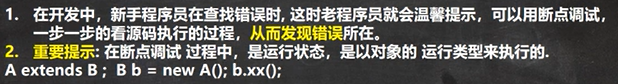 1. 在开发中，新手程序员在查找错误时, 这时老程序员就会温馨提示，可以用断点调试，
一步一步的看源码执行的过程，从而发现错误所在。
2. 重要提示: 在断点调试 过程中，是运行状态，是以对象的 运行类型来执行的.
A extends B； B b = new A(); b.xx();